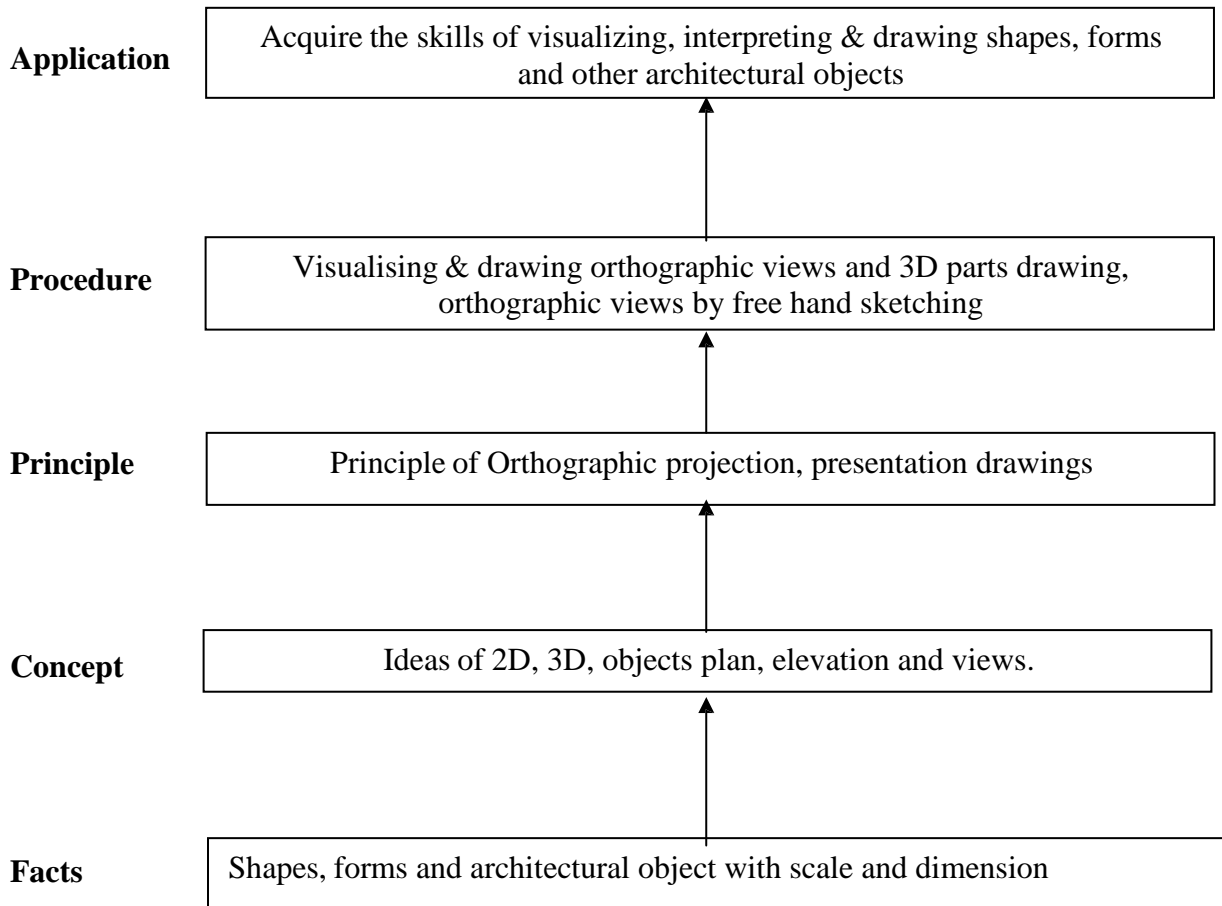 Application
Acquire the skills of visualizing, interpreting & drawing shapes, forms
and other architectural objects
Procedure
Visualising & drawing orthographic views and 3D parts drawing,
orthographic views by free hand sketching
Principle
Principle of Orthographic projection, presentation drawings
Concept
Ideas of 2D, 3D, objects plan, elevation and views.
Facts
Shapes, forms and architectural object with scale and dimension